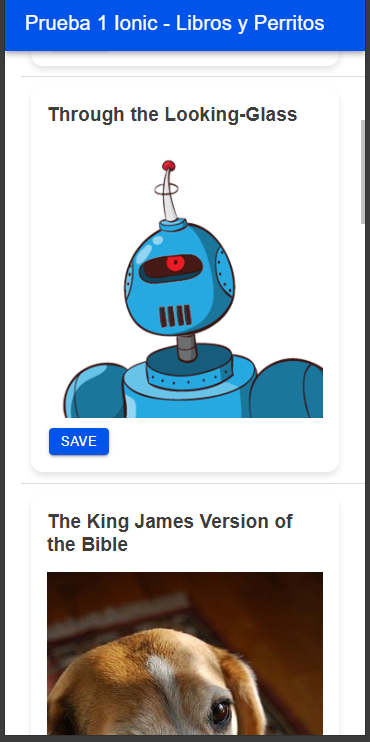 Prueba 1 Ionic - Libros y Perritos
Through the Looking-Glass
SAVE
The King James Version of
the Bible